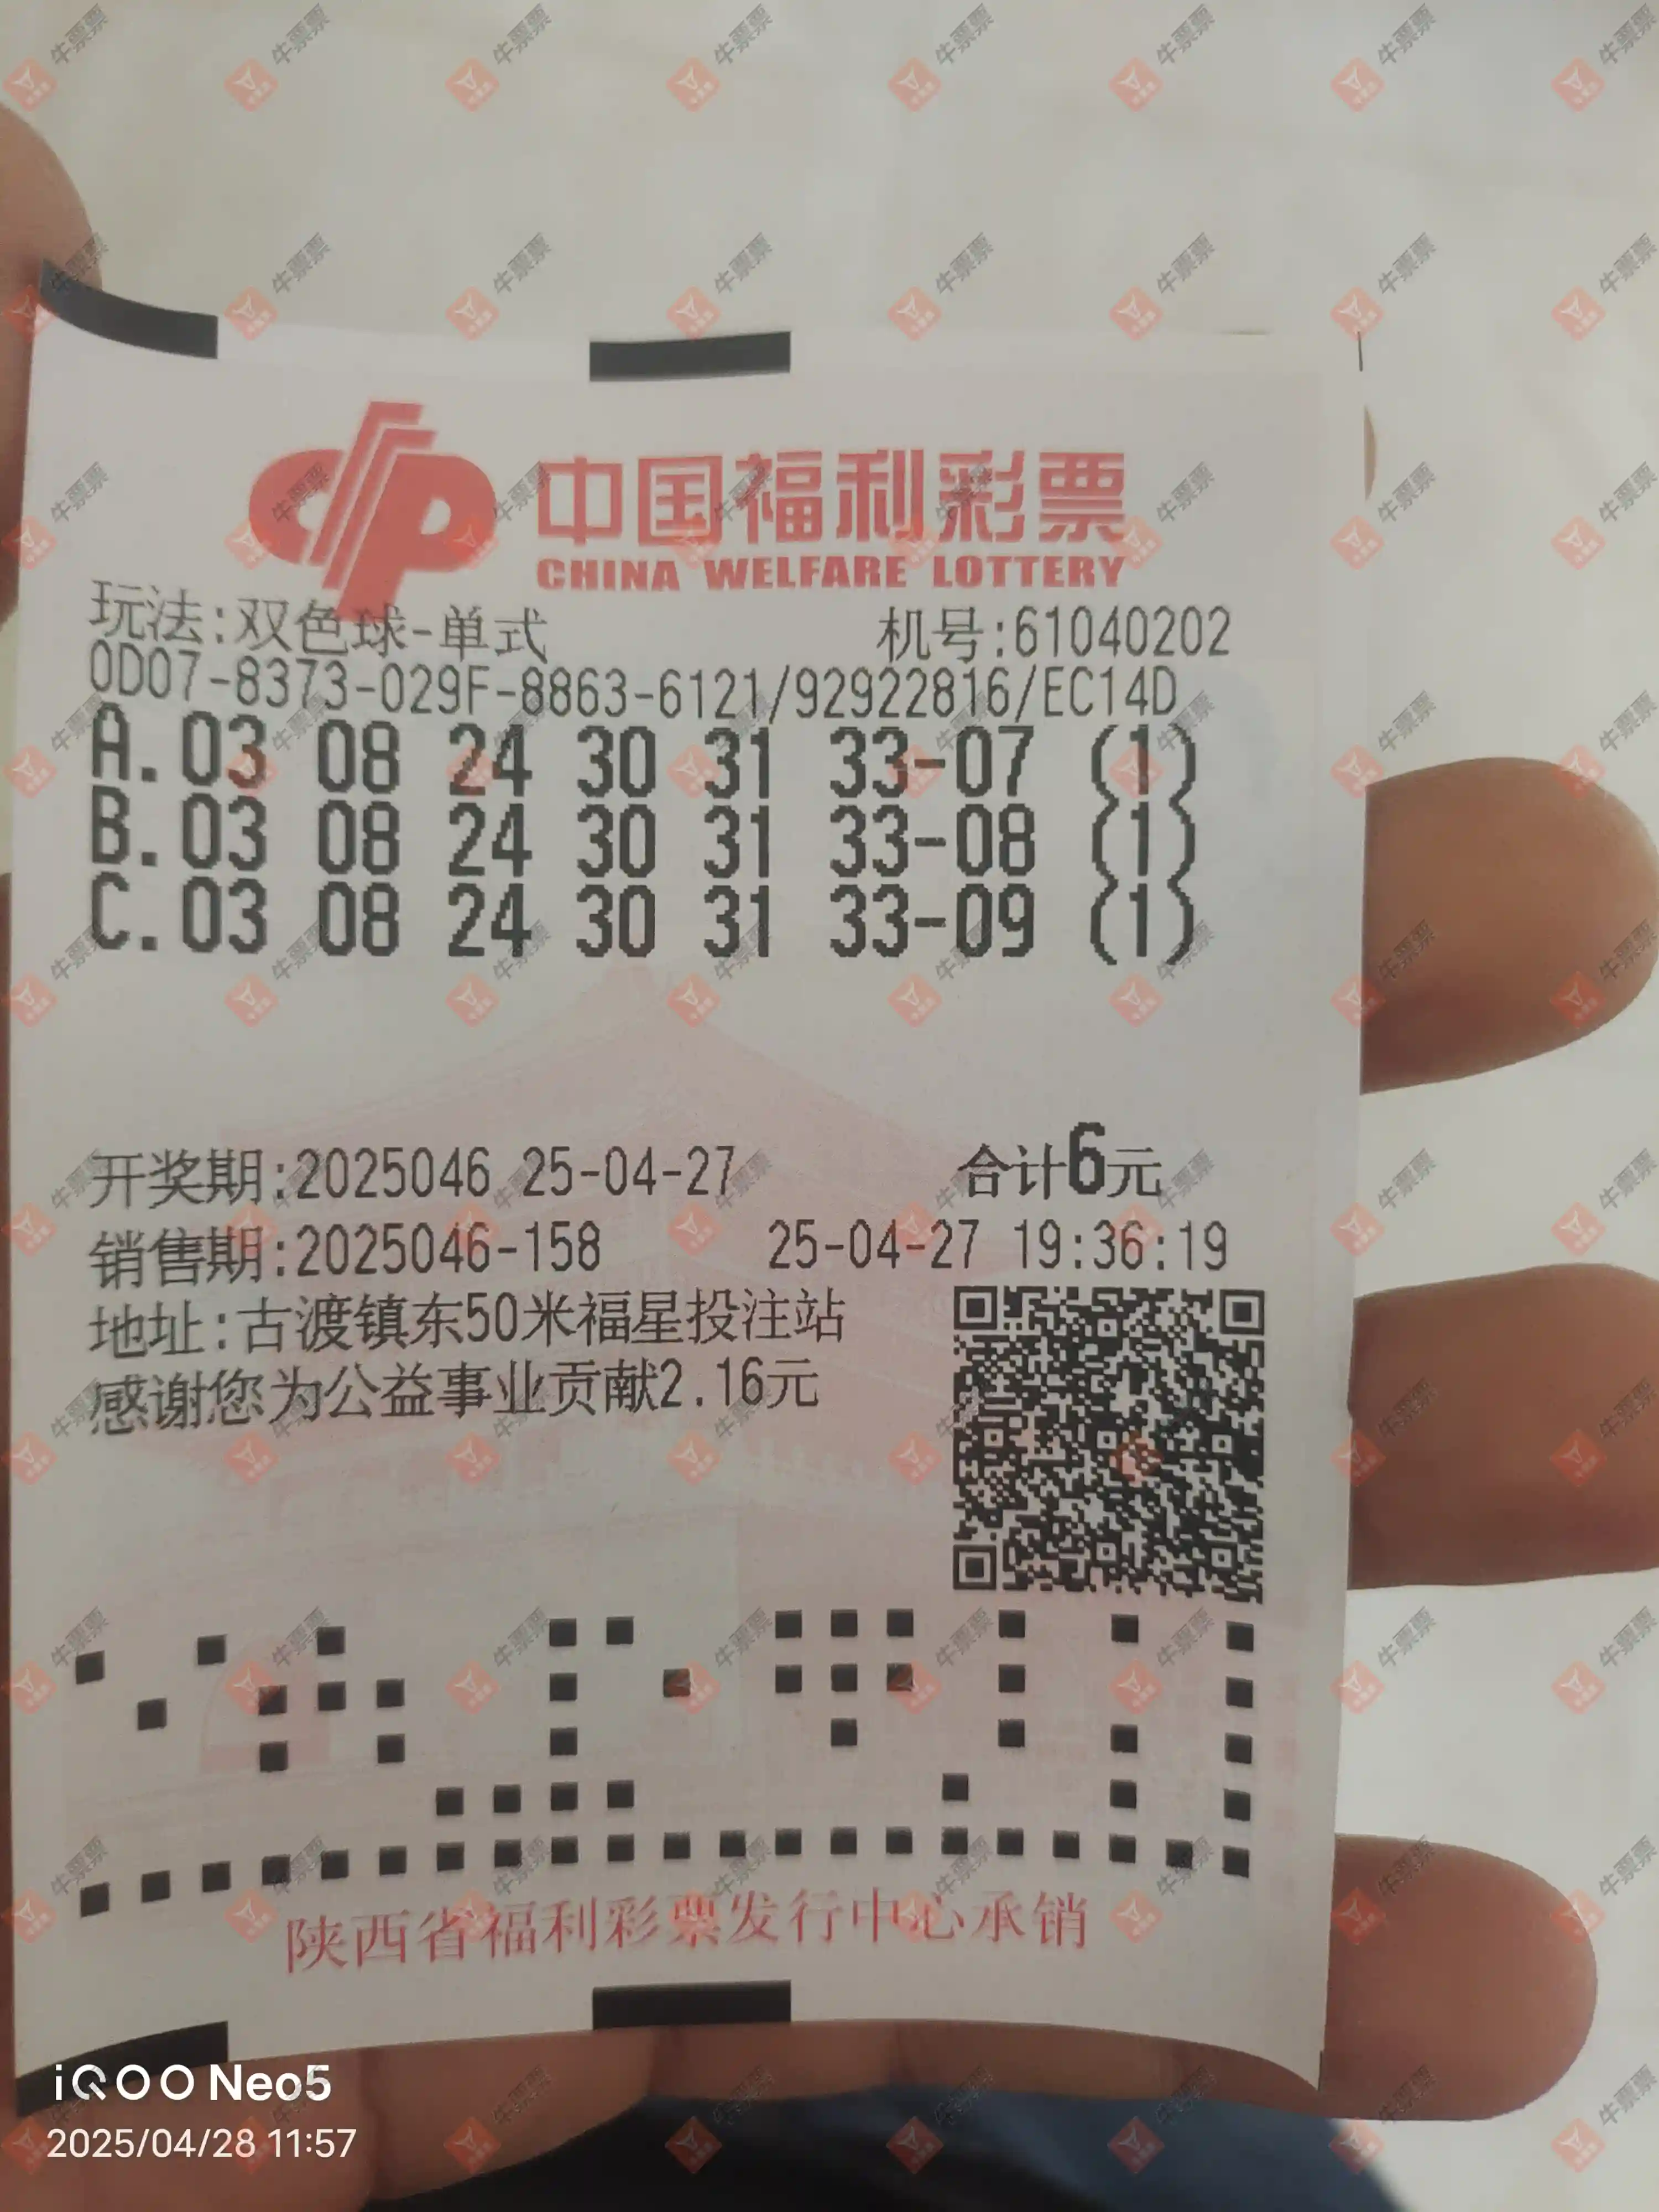 中国福利彩票
CHINA WELFARE LOTTERY
玩法:双色球-单式 机号:61040202
0D07-8373-029F-8863-6121/92922816/EC14D
A.03 08 24 30 31 33-07 (1)
B.03 08 24 30 31 33-08 (1)
C.03 08 24 30 31 33-09 (1)
开奖期:2025046 25-04-27 合计6元
销售期:2025046-158 25-04-27 19:36:19
地址:古渡镇东50米福星投注站
感谢您为公益事业贡献2.16元
陕西省福利彩票发行中心承销
iQOO Neo5
2025/04/28 11:57
牛票票